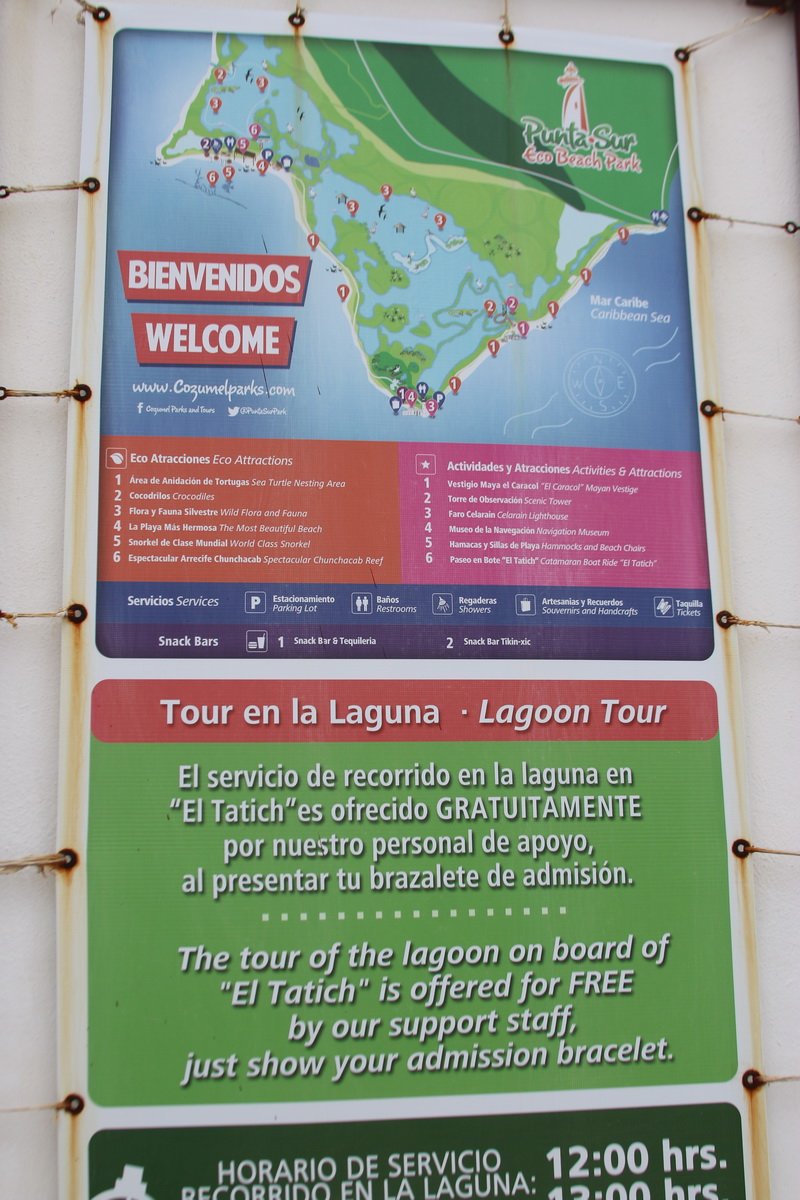 Punta Sur
Eco Beach Park
BIENVENIDOS
WELCOME
www.Cozumelparks.com
Cozumel Parks and Tours @PuntaSurPark
Mar Caribe
Caribbean Sea
N
W E
S
Eco Atracciones Eco Attractions
1 Área de Anidación de Tortugas Sea Turtle Nesting Area
2 Cocodrilos Crocodiles
3 Flora y Fauna Silvestre Wild Flora and Fauna
4 La Playa Más Hermosa The Most Beautiful Beach
5 Snorkel de Clase Mundial World Class Snorkel
6 Espectacular Arrecife Chunchacab Spectacular Chunchacab Reef
Actividades y Atracciones Activities & Attractions
1 Vestigio Maya el Caracol "El Caracol" Mayan Vestige
2 Torre de Observación Scenic Tower
3 Faro Celarain Celarain Lighthouse
4 Museo de la Navegación Navigation Museum
5 Hamacas y Sillas de Playa Hammocks and Beach Chairs
6 Paseo en Bote "El Tatich" Catamaran Boat Ride "El Tatich"
Servicios Services
P Estacionamiento Parking Lot
Baños Restrooms
Regaderas Showers
Artesanías y Recuerdos Souvenirs and Handcrafts
Taquilla Tickets
Snack Bars 1 Snack Bar & Tequileria 2 Snack Bar Tikin-xic
Tour en la Laguna · Lagoon Tour
El servicio de recorrido en la laguna en
"El Tatich"es ofrecido GRATUITAMENTE
por nuestro personal de apoyo,
al presentar tu brazalete de admisión.
The tour of the lagoon on board of
"El Tatich" is offered for FREE
by our support staff,
just show your admission bracelet.
HORARIO DE SERVICIO 12:00 hrs.
RECORRIDO EN LA LAGUNA: 13:00 hrs.